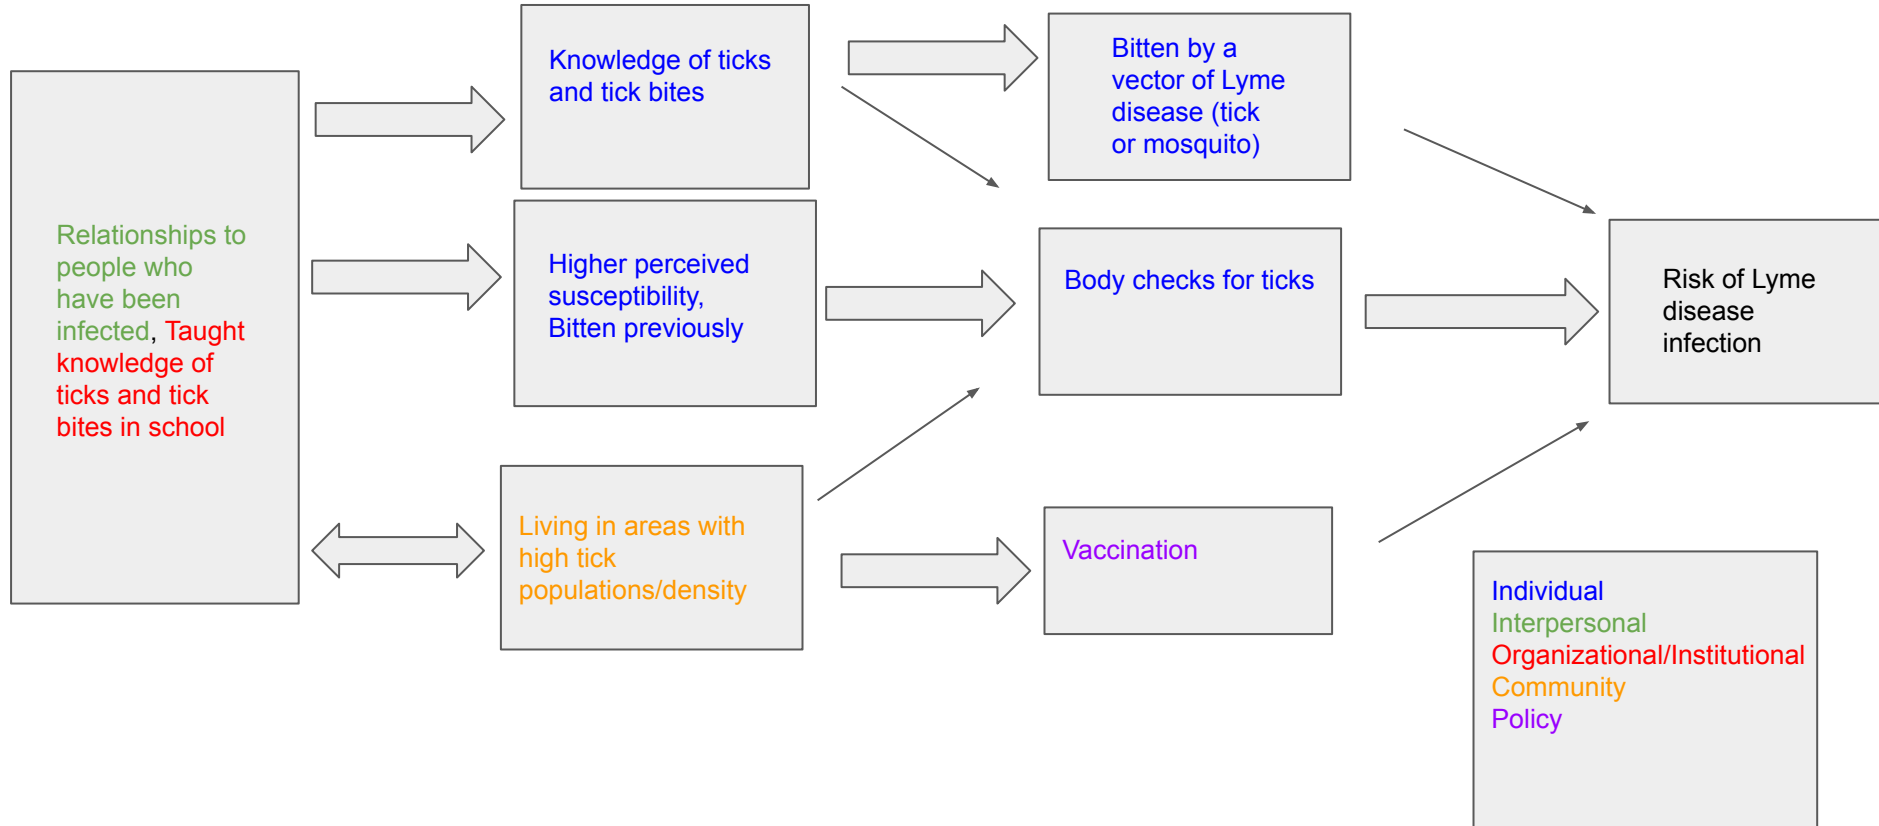 Relationships to
people who
have been
infected, Taught
knowledge of
ticks and tick
bites in school
Knowledge of ticks
and tick bites
Higher perceived
susceptibility,
Bitten previously
Living in areas with
high tick
populations/density
Bitten by a
vector of Lyme
disease (tick
or mosquito)
Body checks for ticks
Vaccination
Risk of Lyme
disease
infection
Individual
Interpersonal
Organizational/Institutional
Community
Policy